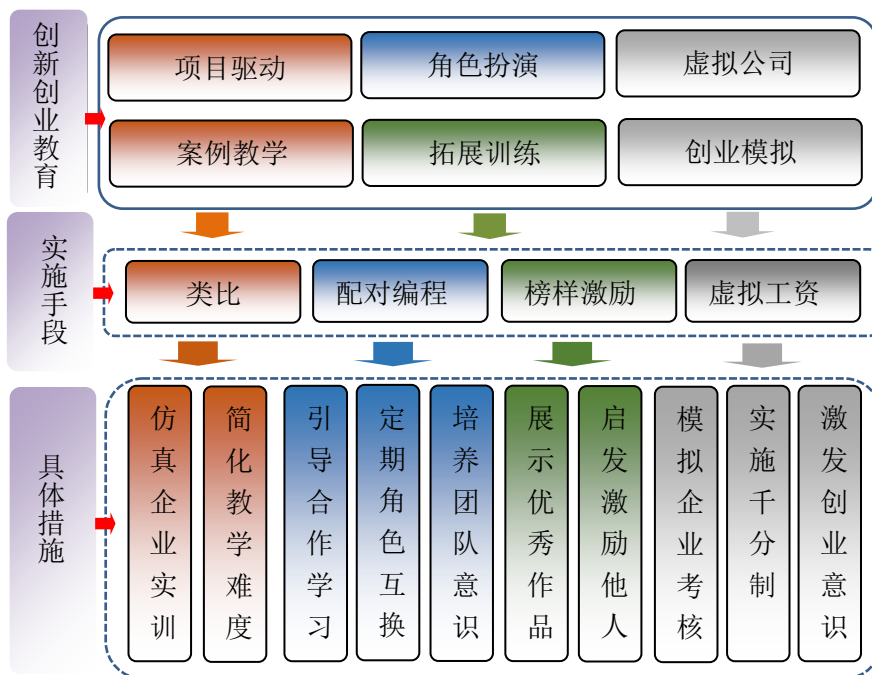 创新创业教育
项目驱动
角色扮演
虚拟公司
案例教学
拓展训练
创业模拟
实施手段
类比
配对编程
榜样激励
虚拟工资
具体措施
仿真企业实训
简化教学难度
引导合作学习
定期角色互换
培养团队意识
展示优秀作品
启发激励他人
模拟企业考核
实施千分制
激发创业意识